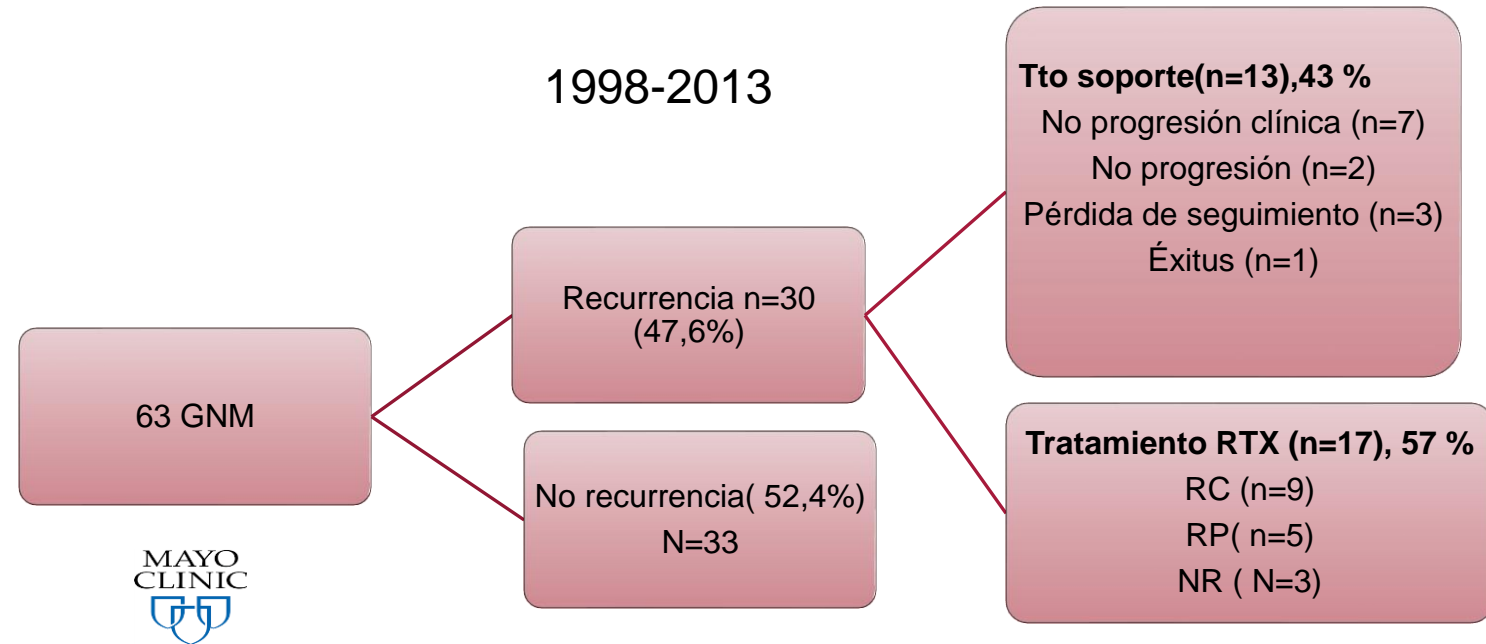 1998-2013
Tto soporte(n=13),43 %
No progresión clínica (n=7)
No progresión (n=2)
Pérdida de seguimiento (n=3)
Éxitus (n=1)
Recurrencia n=30
(47,6%)
63 GNM
No recurrencia( 52,4%)
N=33
Tratamiento RTX (n=17), 57 %
RC (n=9)
RP( n=5)
NR ( N=3)
MAYO
CLINIC